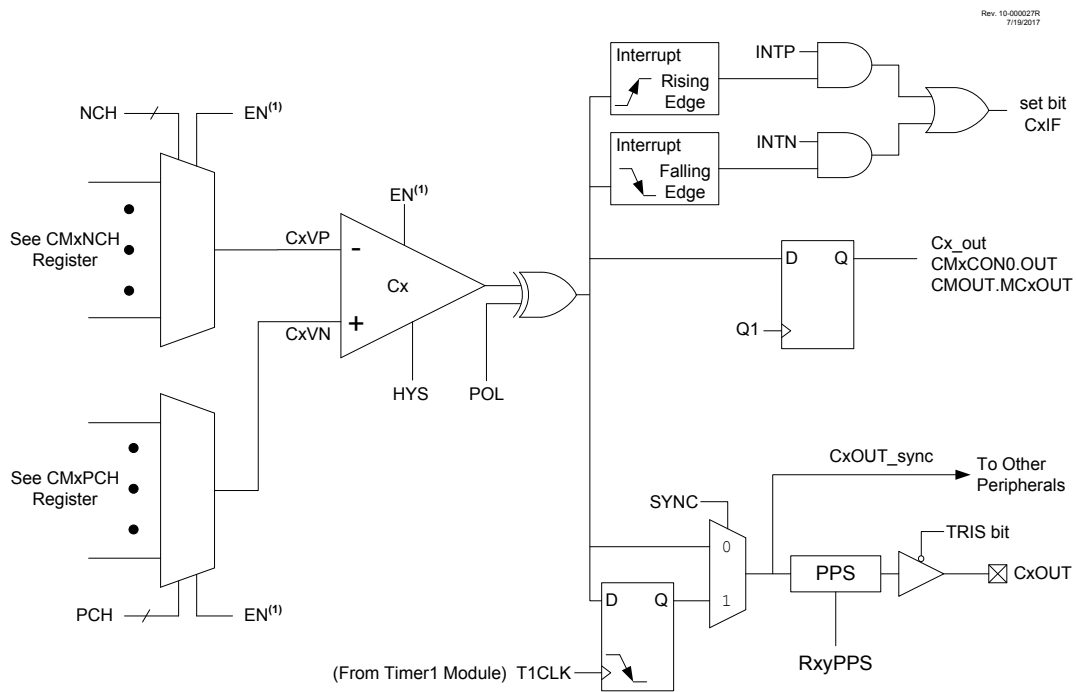 Rev. 10-000027R
7/19/2017
Interrupt
Rising
Edge
INTP
set bit
CxIF
Interrupt
Falling
Edge
INTN
NCH
EN(1)
See CMxNCH
Register
CxVP
EN(1)
-
Cx
+
CxVN
HYS
POL
D
Q
Q1
Cx_out
CMxCON0.OUT
CMOUT.MCxOUT
See CMxPCH
Register
PCH
EN(1)
CxOUT_sync
To Other
Peripherals
SYNC
0
1
TRIS bit
PPS
CxOUT
RxyPPS
D
Q
(From Timer1 Module) T1CLK